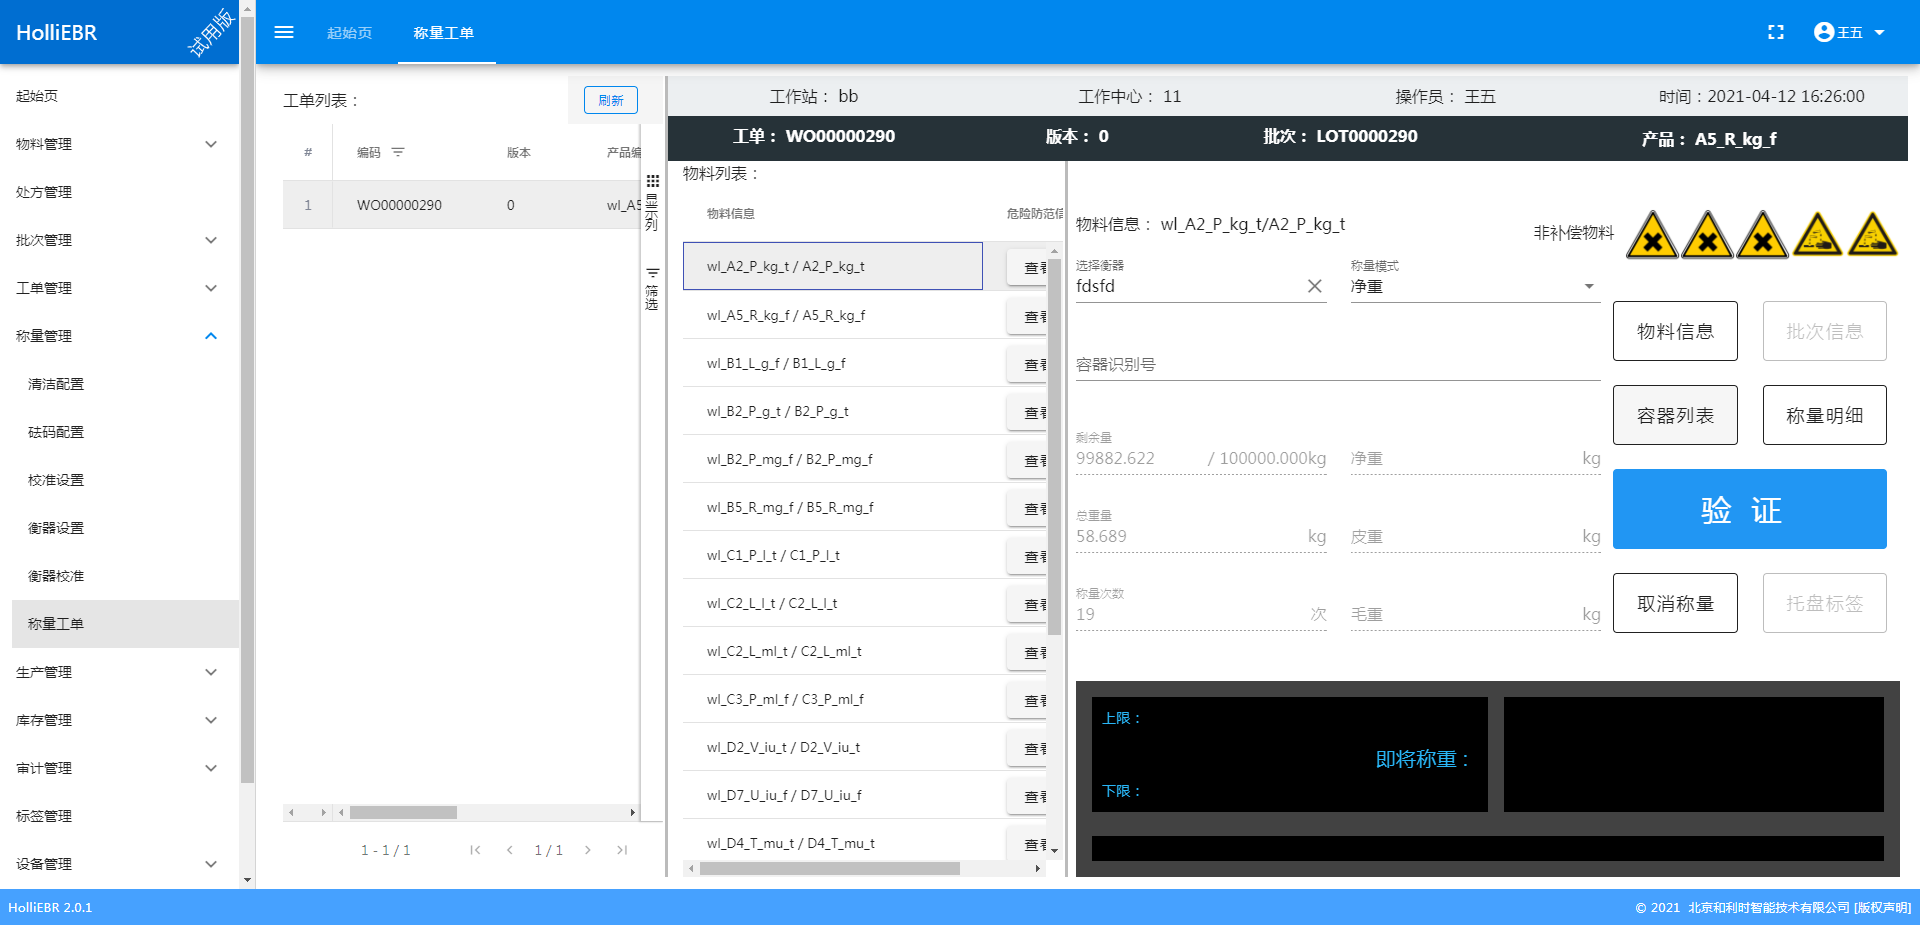 HolliEBR
试用版
起始页
称量工单
王五
起始页
物料管理
处方管理
批次管理
工单管理
称量管理
清洁配置
砝码配置
校准设置
衡器设置
衡器校准
称量工单
生产管理
库存管理
审计管理
标签管理
设备管理
工单列表：
刷新
# 编码 版本 产品编
1 WO00000290 0 wl_A5
显示列
筛选
1 - 1 / 1
1 / 1
工作站： bb 工作中心： 11 操作员： 王五 时间：2021-04-12 16:26:00
工单： WO00000290 版本： 0 批次： LOT0000290 产品： A5_R_kg_f
物料列表：
物料信息 危险防范信
wl_A2_P_kg_t / A2_P_kg_t 查看
wl_A5_R_kg_f / A5_R_kg_f 查看
wl_B1_L_g_f / B1_L_g_f 查看
wl_B2_P_g_t / B2_P_g_t 查看
wl_B2_P_mg_f / B2_P_mg_f 查看
wl_B5_R_mg_f / B5_R_mg_f 查看
wl_C1_P_l_t / C1_P_l_t 查看
wl_C2_L_l_t / C2_L_l_t 查看
wl_C2_L_ml_t / C2_L_ml_t 查看
wl_C3_P_ml_f / C3_P_ml_f 查看
wl_D2_V_iu_t / D2_V_iu_t 查看
wl_D7_U_iu_f / D7_U_iu_f 查看
wl_D4_T_mu_t / D4_T_mu_t 查看
物料信息： wl_A2_P_kg_t/A2_P_kg_t
非补偿物料
选择衡器 称量模式
fdsfd 净重
容器识别号
剩余量
99882.622 / 100000.000kg 净重 kg
总重量
58.689 kg 皮重 kg
称量次数
19 次 毛重 kg
物料信息 批次信息
容器列表 称量明细
验 证
取消称量 托盘标签
上限：
即将称重：
下限：
HolliEBR 2.0.1
© 2021 北京和利时智能技术有限公司 [版权声明]